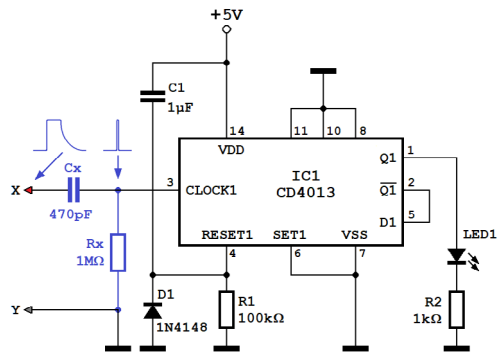 +5V
C1
1µF
14
11
10
8
VDD
Cx
470pF
X
3
CLOCK1
IC1
CD4013
Q1
1
Q1
2
D1
5
LED1
RESET1
SET1
VSS
4
6
7
Rx
1MΩ
Y
D1
1N4148
R1
100kΩ
R2
1kΩ